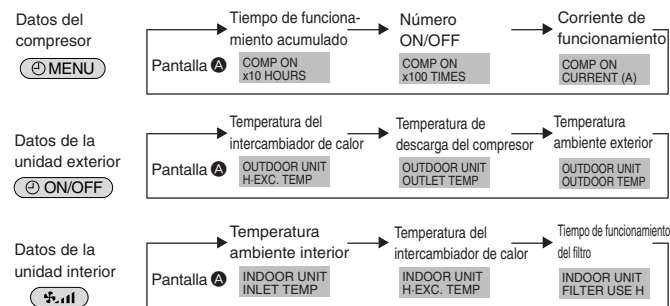 Datos del
compresor
MENU
Pantalla A
Tiempo de funciona-
miento acumulado
COMP ON
x10 HOURS
Número
ON/OFF
COMP ON
x100 TIMES
Corriente de
funcionamiento
COMP ON
CURRENT (A)
Datos de la
unidad exterior
ON/OFF
Pantalla A
Temperatura del
intercambiador de calor
OUTDOOR UNIT
H·EXC. TEMP
Temperatura de
descarga del compresor
OUTDOOR UNIT
OUTLET TEMP
Temperatura
ambiente exterior
OUTDOOR UNIT
OUTDOOR TEMP
Datos de la
unidad interior
Pantalla A
Temperatura
ambiente interior
INDOOR UNIT
INLET TEMP
Temperatura del
intercambiador de calor
INDOOR UNIT
H·EXC. TEMP
Tiempo de funcionamiento
del filtro
INDOOR UNIT
FILTER USE H